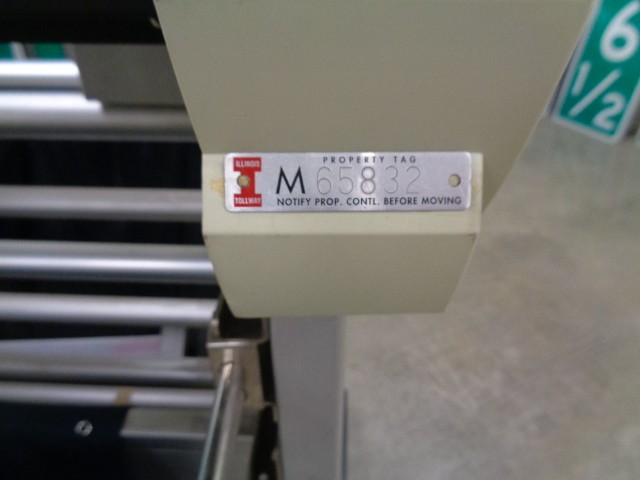 PROPERTY TAG
ILLINOIS
I
TOLLWAY
M 65832
NOTIFY PROP. CONTL. BEFORE MOVING
6 1/2